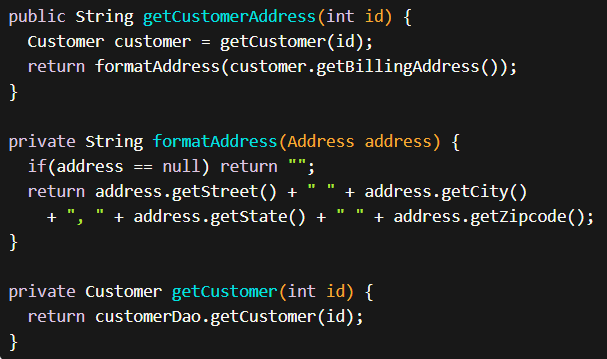 public String getCustomerAddress(int id) {
  Customer customer = getCustomer(id);
  return formatAddress(customer.getBillingAddress());
}

private String formatAddress(Address address) {
  if(address == null) return "";
  return address.getStreet() + " " + address.getCity()
    + ", " + address.getState() + " " + address.getZipcode();
}

private Customer getCustomer(int id) {
  return customerDao.getCustomer(id);
}